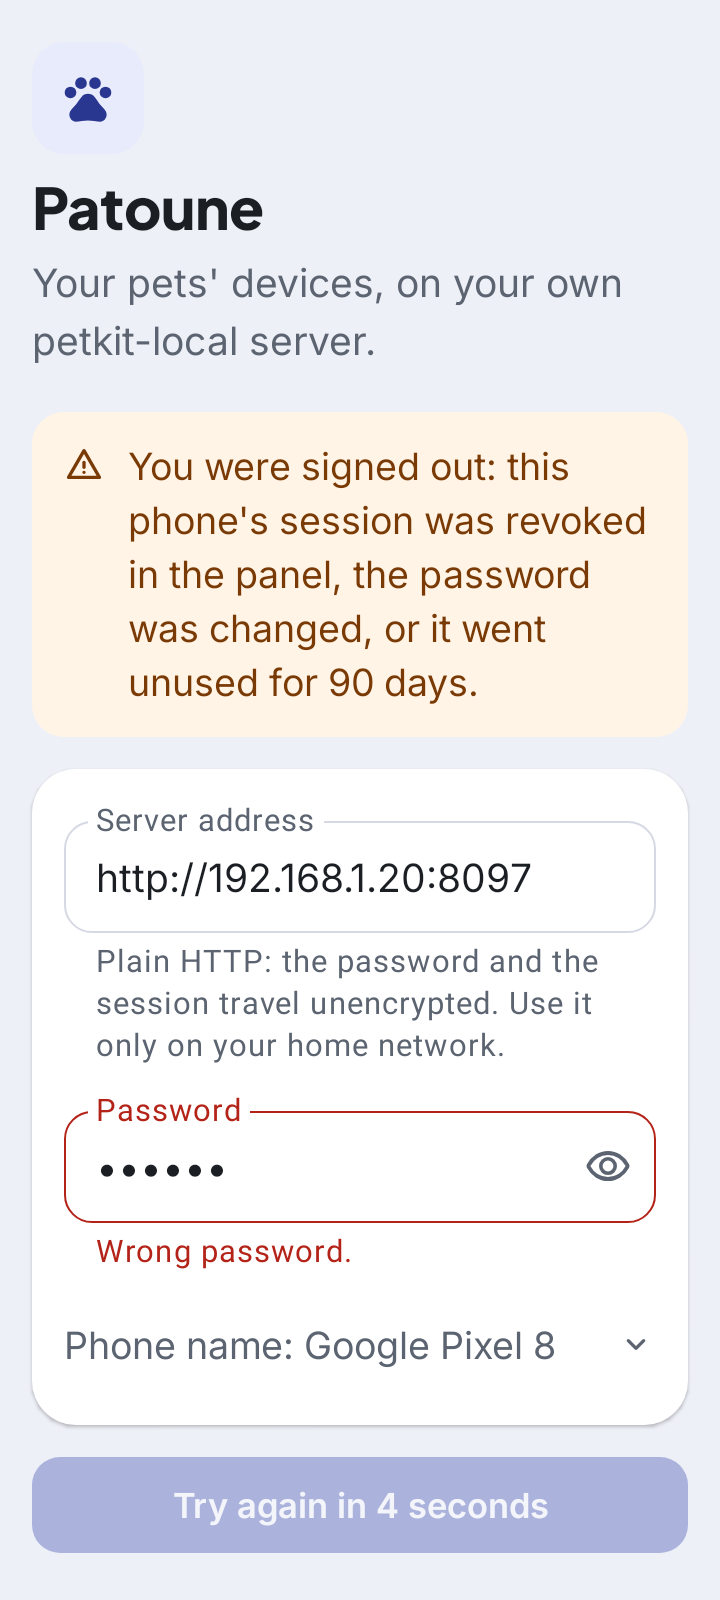 Patoune
Your pets' devices, on your own
petkit-local server.
You were signed out: this
phone's session was revoked
in the panel, the password
was changed, or it went
unused for 90 days.
Server address
http://192.168.1.20:8097
Plain HTTP: the password and the
session travel unencrypted. Use it
only on your home network.
Password
••••••
Wrong password.
Phone name: Google Pixel 8
Try again in 4 seconds